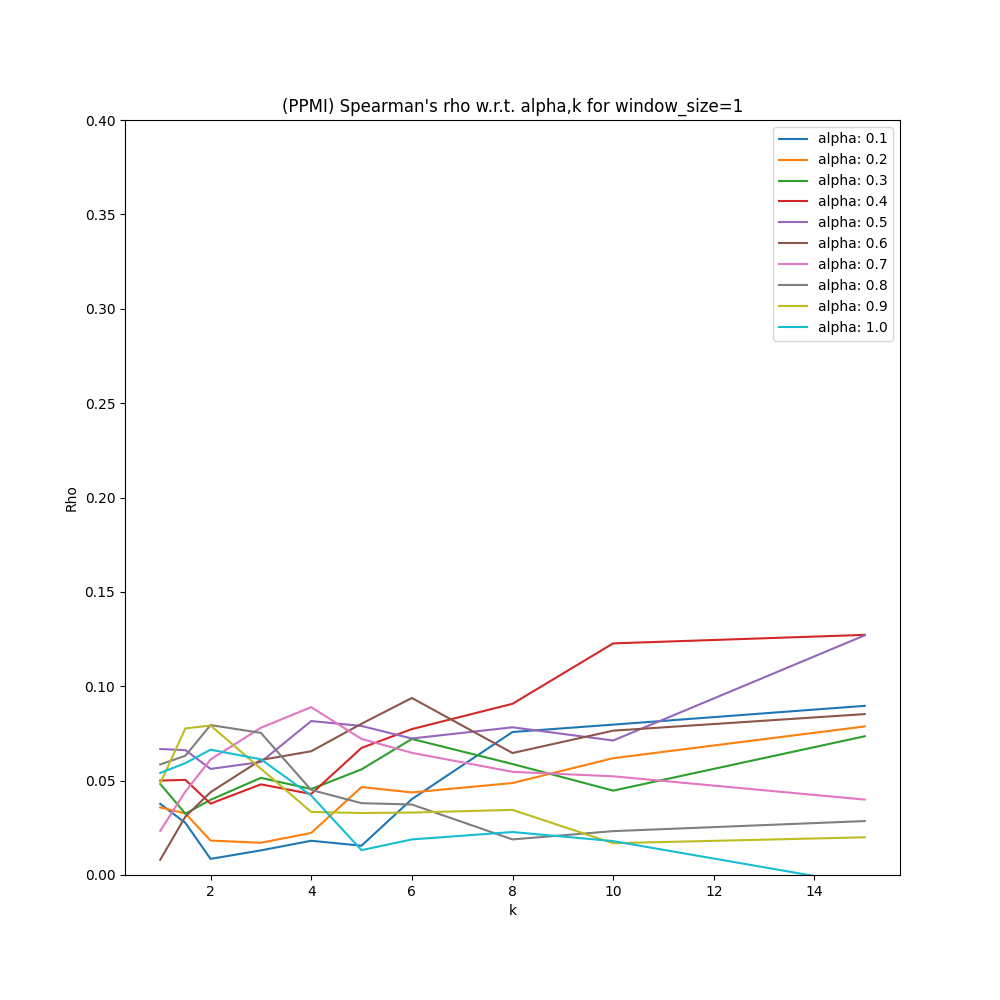 (PPMI) Spearman's rho w.r.t. alpha,k for window_size=1
0.40
0.35
0.30
0.25
0.20
0.15
0.10
0.05
0.00
Rho
alpha: 0.1
alpha: 0.2
alpha: 0.3
alpha: 0.4
alpha: 0.5
alpha: 0.6
alpha: 0.7
alpha: 0.8
alpha: 0.9
alpha: 1.0
2 4 6 8 10 12 14
k